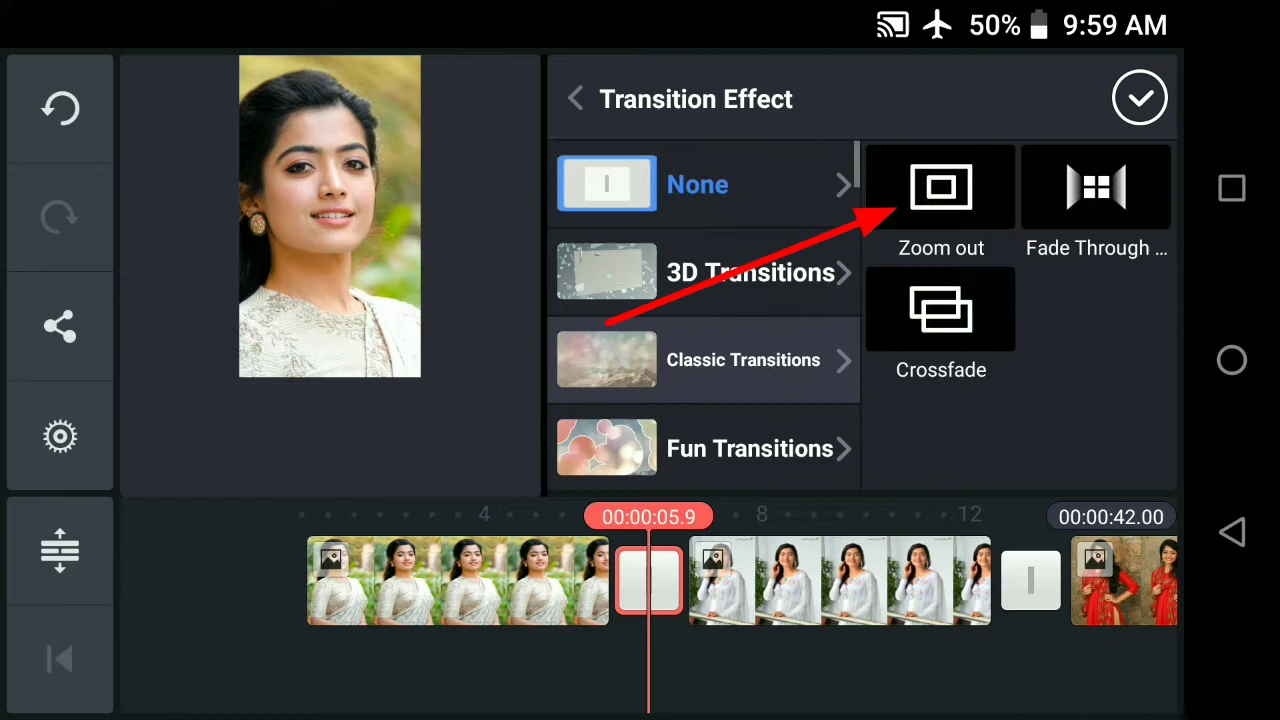 50% 9:59 AM
Transition Effect
None
3D Transitions
Classic Transitions
Fun Transitions
Zoom out
Fade Through ...
Crossfade
4
00:00:05.9
8
12
00:00:42.00